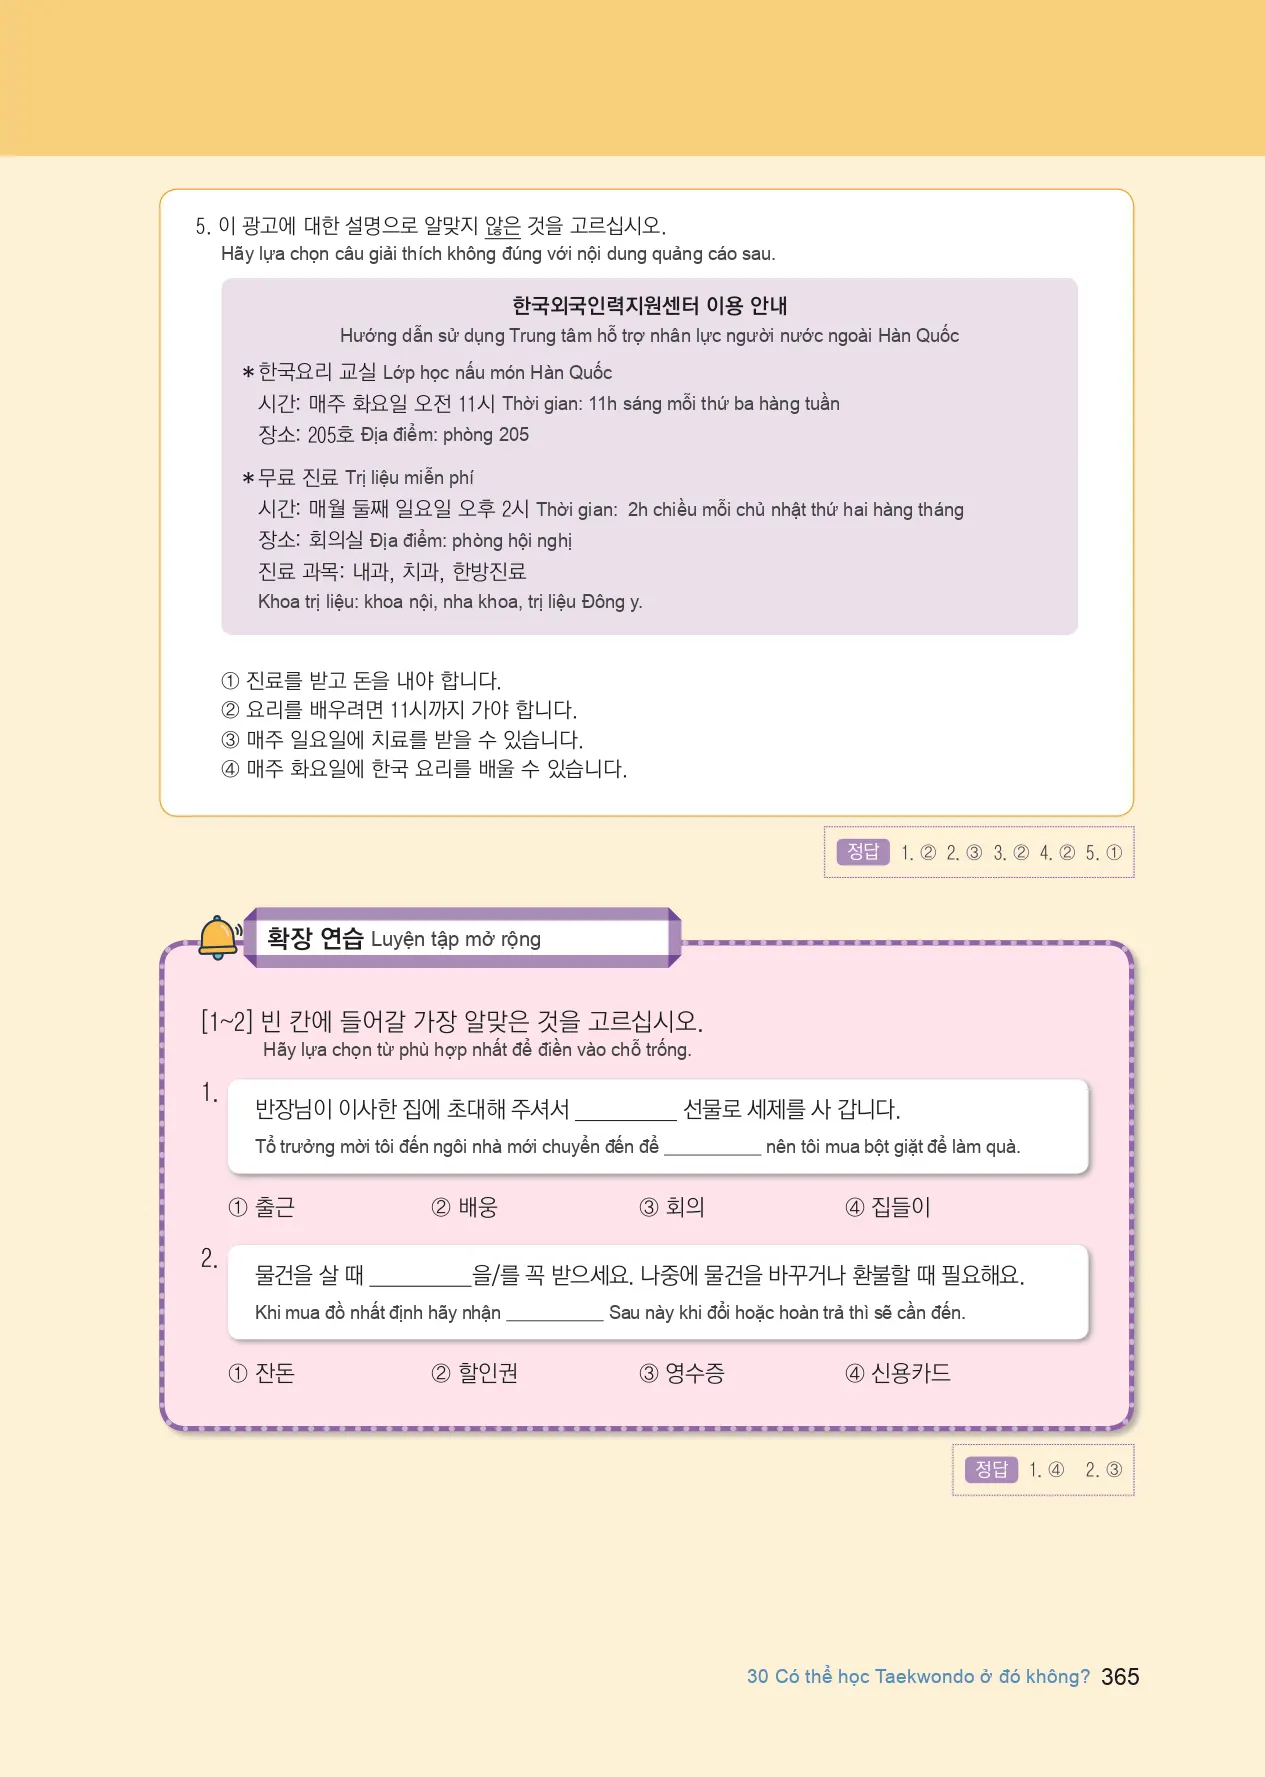 5. 이 광고에 대한 설명으로 알맞지 않은 것을 고르십시오.
Hãy lựa chọn câu giải thích không đúng với nội dung quảng cáo sau.
한국외국인력지원센터 이용 안내
Hướng dẫn sử dụng Trung tâm hỗ trợ nhân lực người nước ngoài Hàn Quốc
* 한국요리 교실 Lớp học nấu món Hàn Quốc
시간: 매주 화요일 오전 11시 Thời gian: 11h sáng mỗi thứ ba hàng tuần
장소: 205호 Địa điểm: phòng 205
* 무료 진료 Trị liệu miễn phí
시간: 매월 둘째 일요일 오후 2시 Thời gian: 2h chiều mỗi chủ nhật thứ hai hàng tháng
장소: 회의실 Địa điểm: phòng hội nghị
진료 과목: 내과, 치과, 한방진료
Khoa trị liệu: khoa nội, nha khoa, trị liệu Đông y.
① 진료를 받고 돈을 내야 합니다.
② 요리를 배우려면 11시까지 가야 합니다.
③ 매주 일요일에 치료를 받을 수 있습니다.
④ 매주 화요일에 한국 요리를 배울 수 있습니다.
정답 1. ② 2. ③ 3. ② 4. ② 5. ①
확장 연습 Luyện tập mở rộng
[1~2] 빈 칸에 들어갈 가장 알맞은 것을 고르십시오.
Hãy lựa chọn từ phù hợp nhất để điền vào chỗ trống.
1. 반장님이 이사한 집에 초대해 주셔서 __________ 선물로 세제를 사 갑니다.
Tổ trưởng mời tôi đến ngôi nhà mới chuyển đến để __________ nên tôi mua bột giặt để làm quà.
① 출근 ② 배웅 ③ 회의 ④ 집들이
2. 물건을 살 때 __________을/를 꼭 받으세요. 나중에 물건을 바꾸거나 환불할 때 필요해요.
Khi mua đồ nhất định hãy nhận __________ Sau này khi đổi hoặc hoàn trả thì sẽ cần đến.
① 잔돈 ② 할인권 ③ 영수증 ④ 신용카드
정답 1. ④ 2. ③
30 Có thể học Taekwondo ở đó không? 365